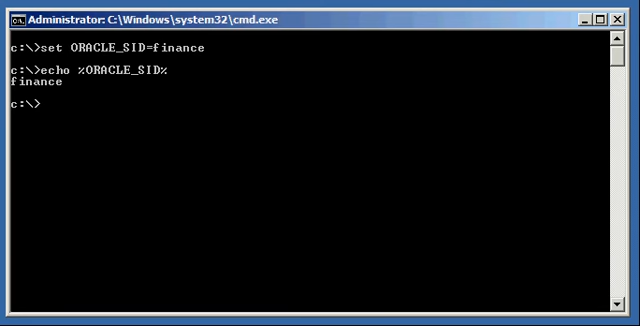 Administrator: C:\Windows\system32\cmd.exe
c:\>set ORACLE_SID=finance
c:\>echo %ORACLE_SID%
finance
c:\>